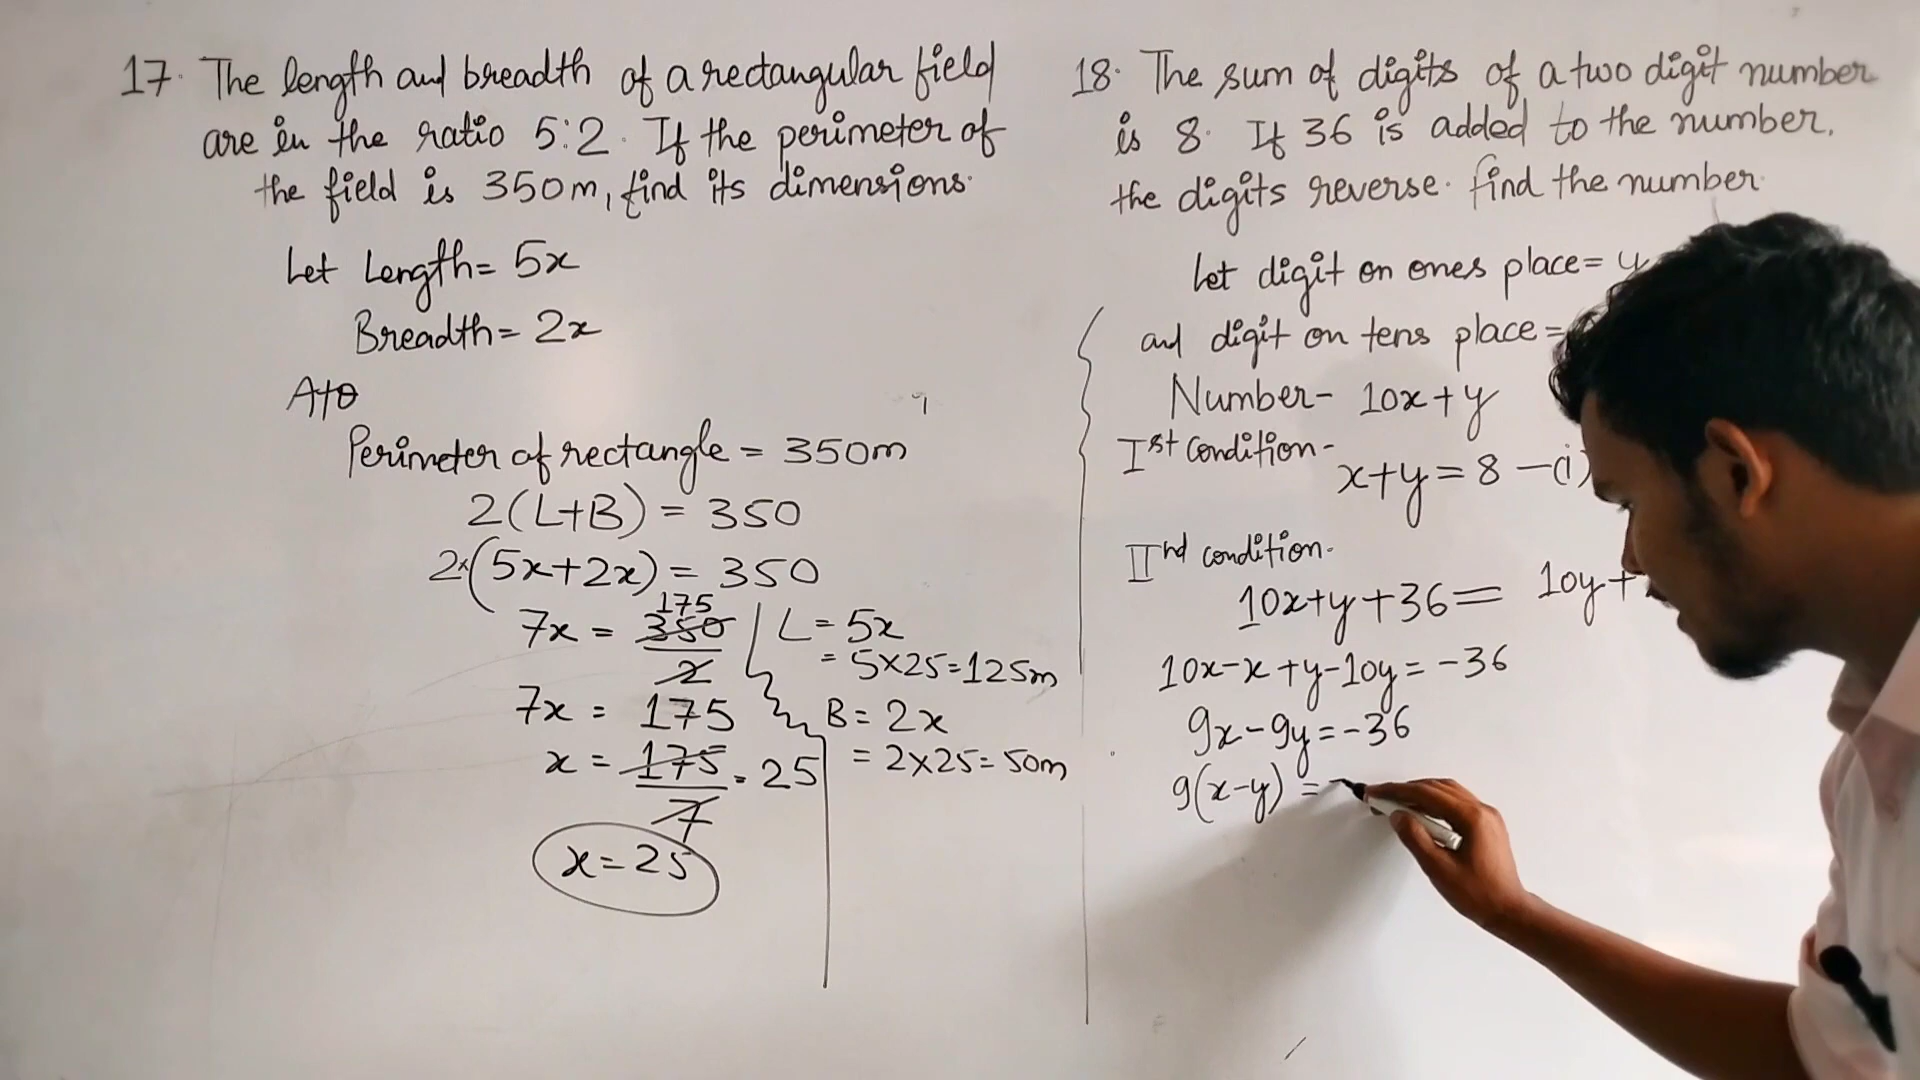 17. The length and breadth of a rectangular field
are in the ratio 5:2. If the perimeter of
the field is 350m, find its dimensions.
Let Length = 5x
Breadth = 2x
Perimeter of rectangle = 350m
2(L+B) = 350
2×(5x+2x) = 350
175
7x = 350
2
7x = 175
x = 175 = 25
7
x = 25
L = 5x
= 5×25=125m
B = 2x
= 2×25=50m
18. The sum of digits of a two digit number
is 8. If 36 is added to the number,
the digits reverse. find the number.
Let digit on ones place = y
and digit on tens place =
Number- 10x+y
Ist condition-
x+y=8 —(i)
IInd condition-
10x+y+36= 10y+
10x-x+y-10y=-36
9x-9y=-36
9(x-y) = -